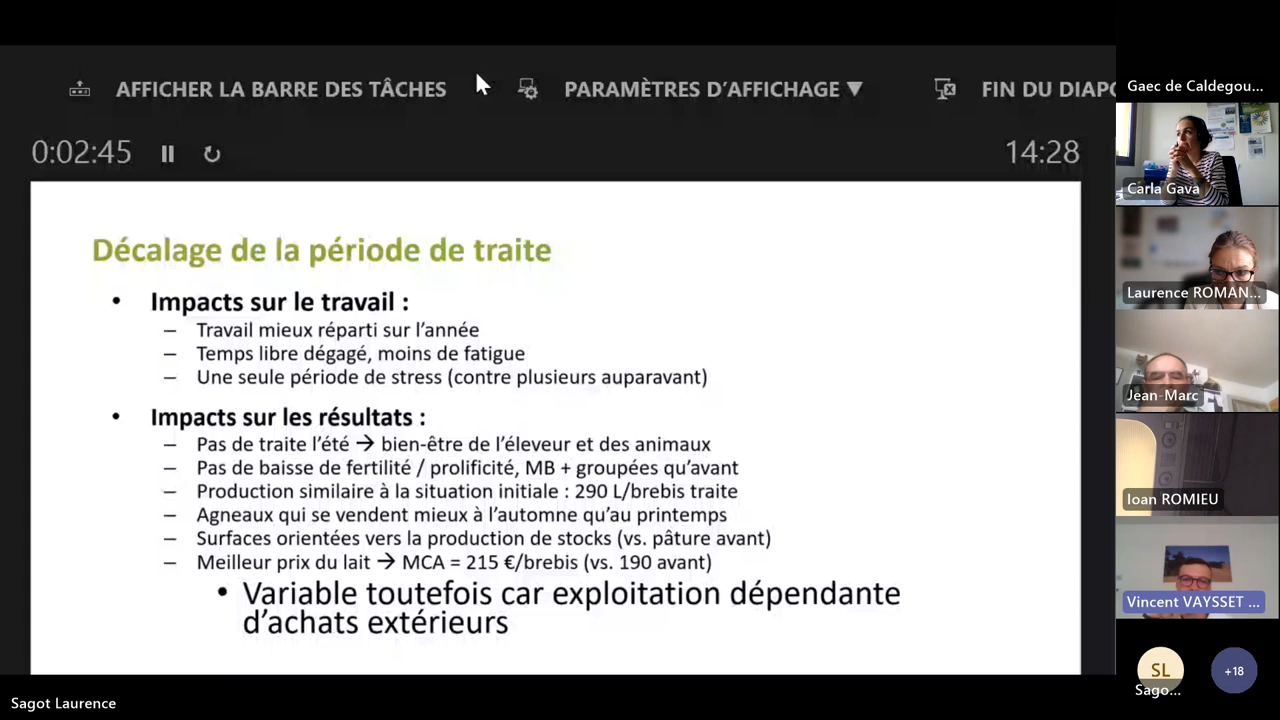 AFFICHER LA BARRE DES TÂCHES
PARAMÈTRES D'AFFICHAGE ▼
FIN DU DIAPO
0:02:45
14:28
Décalage de la période de traite
• Impacts sur le travail :
– Travail mieux réparti sur l'année
– Temps libre dégagé, moins de fatigue
– Une seule période de stress (contre plusieurs auparavant)
• Impacts sur les résultats :
– Pas de traite l'été → bien-être de l'éleveur et des animaux
– Pas de baisse de fertilité / prolificité, MB + groupées qu'avant
– Production similaire à la situation initiale : 290 L/brebis traite
– Agneaux qui se vendent mieux à l'automne qu'au printemps
– Surfaces orientées vers la production de stocks (vs. pâture avant)
– Meilleur prix du lait → MCA = 215 €/brebis (vs. 190 avant)
• Variable toutefois car exploitation dépendante
d'achats extérieurs
Gaec de Caldegou...
Carla Gava
Laurence ROMAN...
Jean-Marc
Ioan ROMIEU
Vincent VAYSSET ...
SL
Sago...
+18
Sagot Laurence